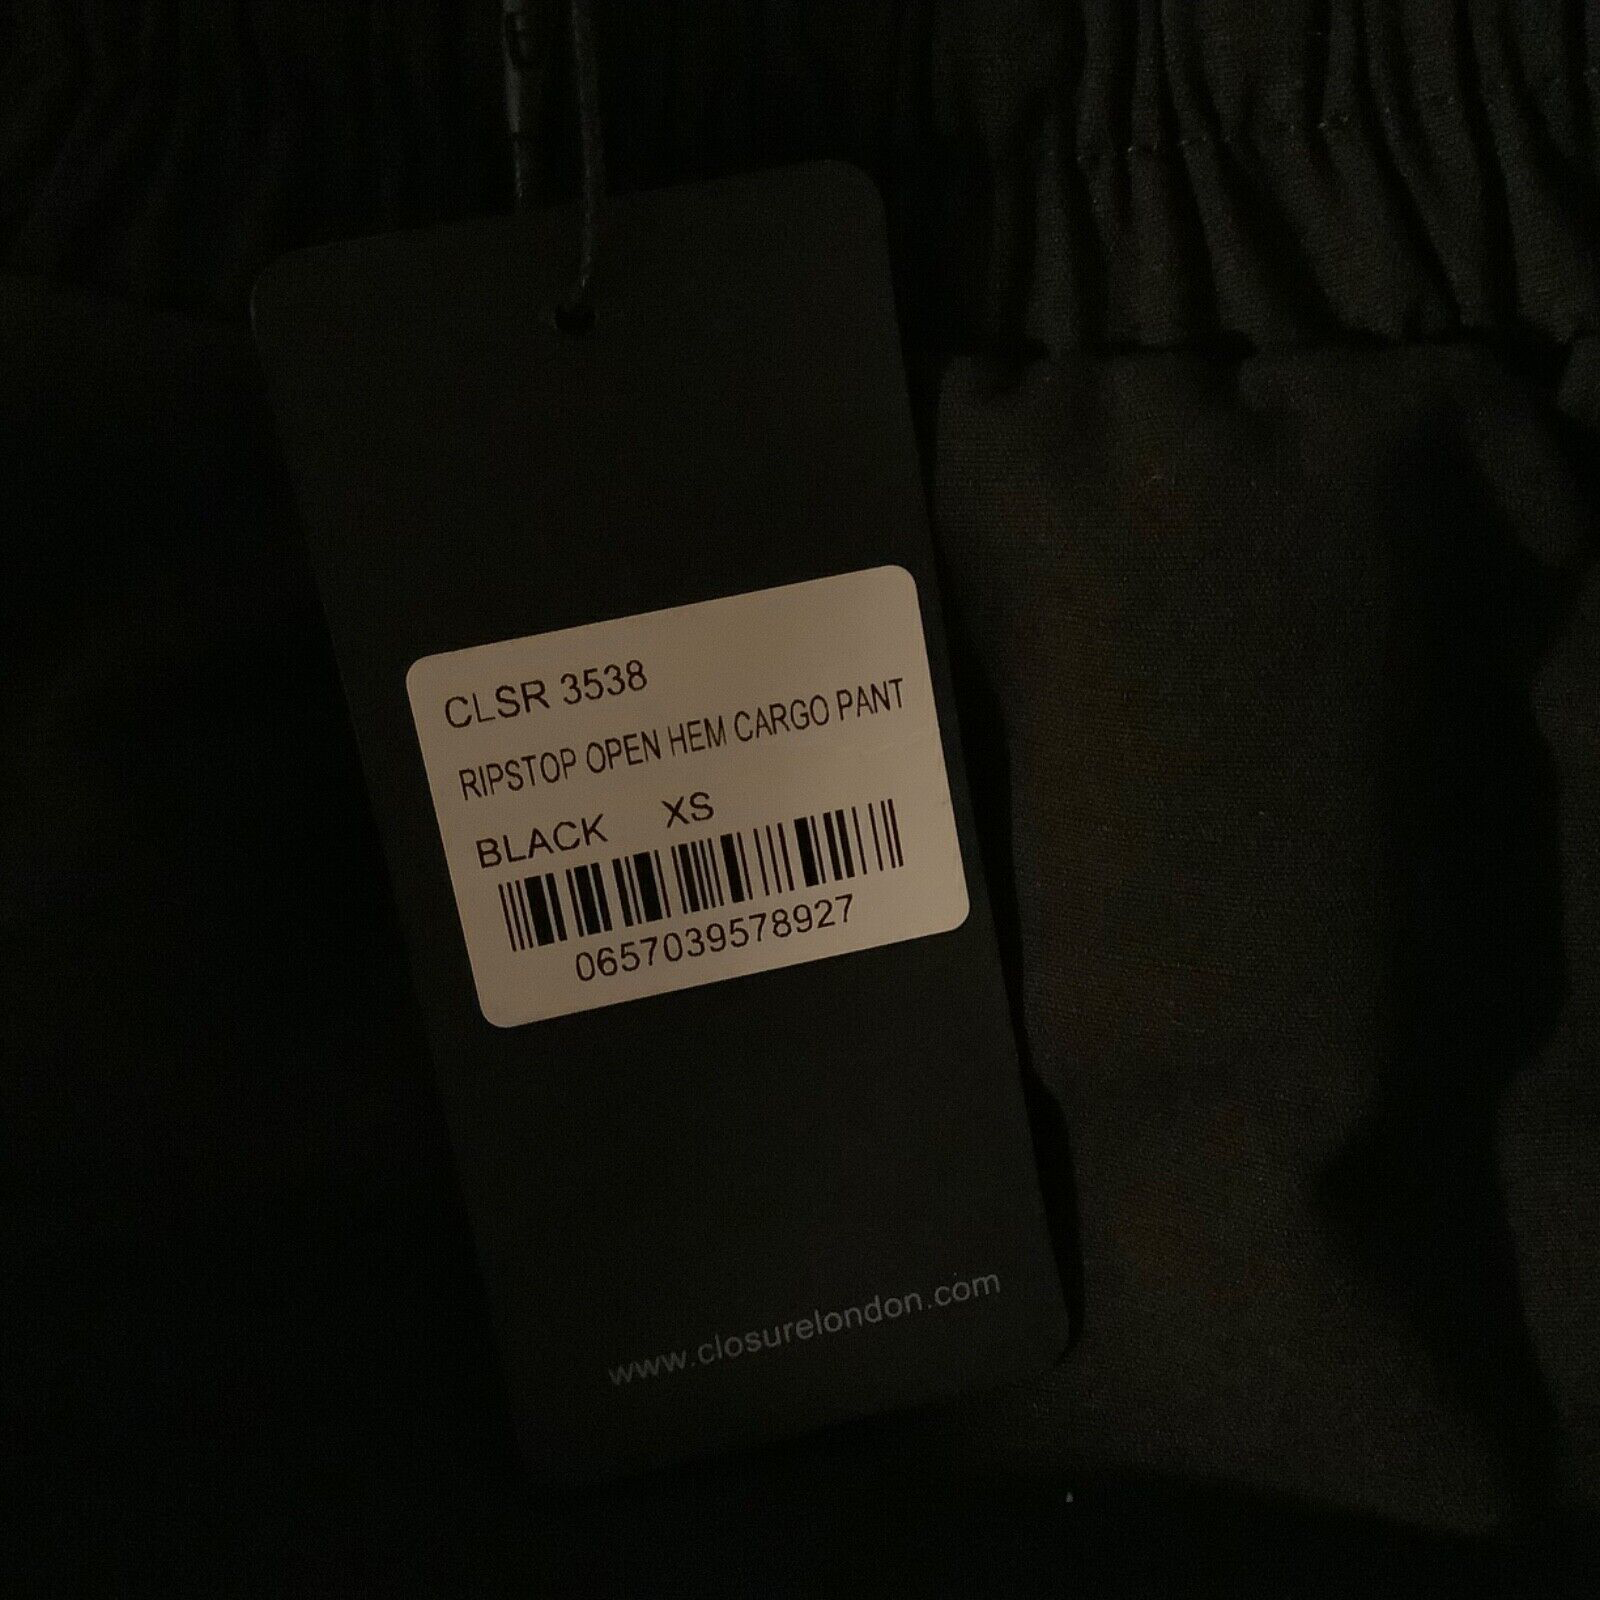 CLSR 3538
RIPSTOP OPEN HEM CARGO PANT
BLACK XS
0657039578927
www.closurelondon.com